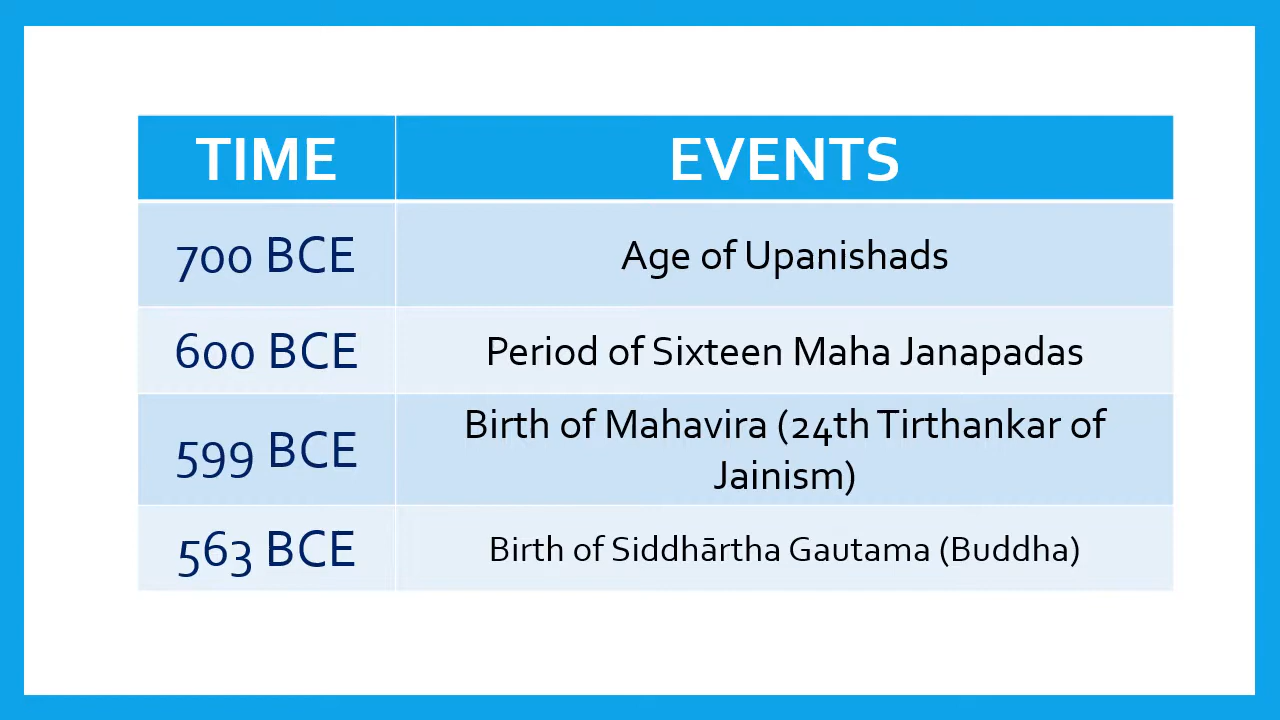 TIME EVENTS
700 BCE Age of Upanishads
600 BCE Period of Sixteen Maha Janapadas
599 BCE Birth of Mahavira (24th Tirthankar of
Jainism)
563 BCE Birth of Siddhārtha Gautama (Buddha)